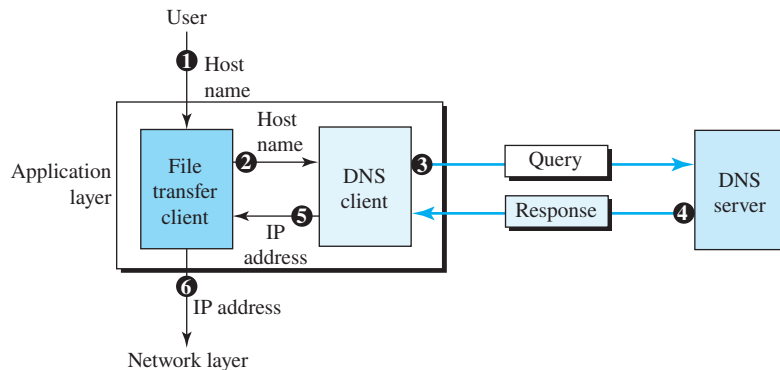 User
1
Host
name
Application
layer
File
transfer
client
Host
name
2
5
IP
address
DNS
client
3
Query
Response
4
DNS
server
6
IP address
Network layer